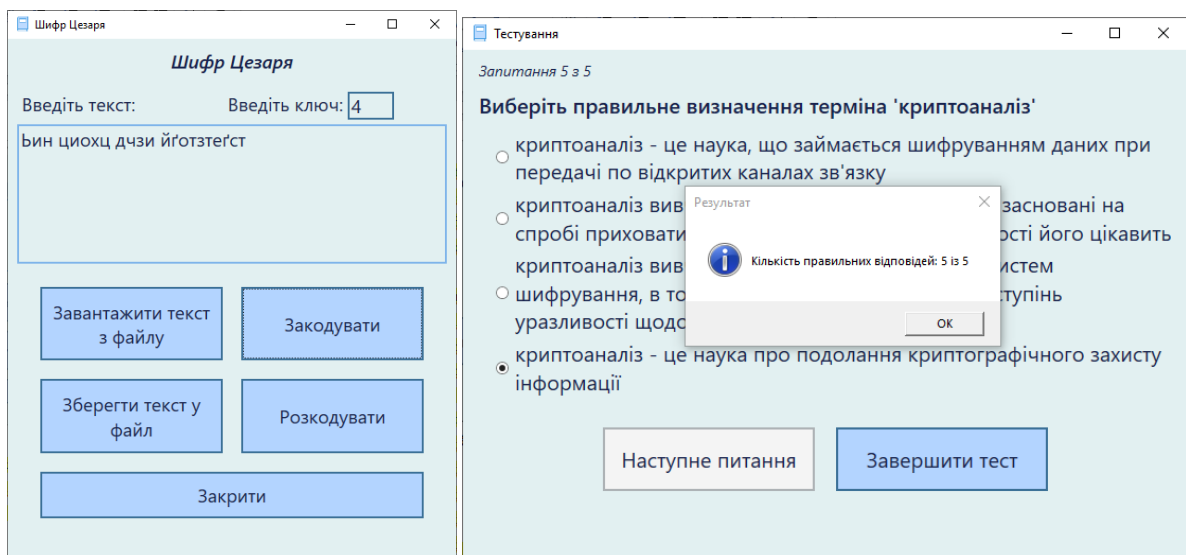 Шифр Цезаря
Шифр Цезаря
Введіть текст: Введіть ключ: 4
Ьин циохц дчзи йґотзтеґст
Завантажити текст
з файлу
Закодувати
Зберегти текст у
файл
Розкодувати
Закрити
Тестування
Запитання 5 з 5
Виберіть правильне визначення терміна 'криптоаналіз'
криптоаналіз - це наука, що займається шифруванням даних при
передачі по відкритих каналах зв'язку
криптоаналіз вив засновані на
спробі приховати ості його цікавить
криптоаналіз вив истем
шифрування, в то тупінь
уразливості щодо
криптоаналіз - це наука про подолання криптографічного захисту
інформації
Результат
Кількість правильних відповідей: 5 із 5
ОК
Наступне питання
Завершити тест